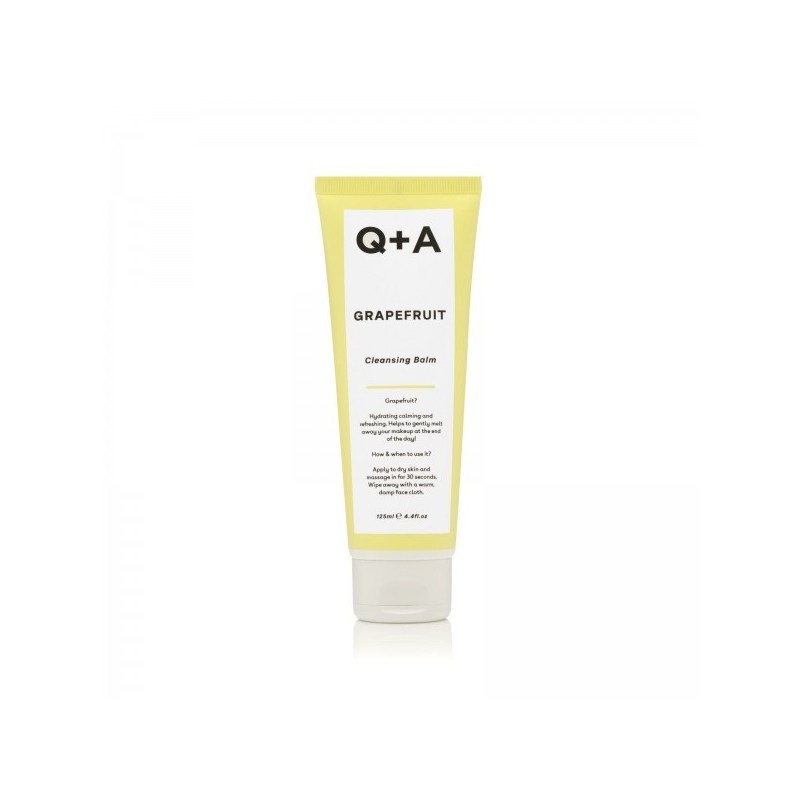 Q+A
GRAPEFRUIT
Cleansing Balm
Grapefruit?
Hydrating calming and
refreshing. Helps to gently melt
away your makeup at the end
of the day!
How & when to use it?
Apply to dry skin and
massage in for 30 seconds.
Wipe away with a warm,
damp face cloth.
125ml ℮ 4.4fl.oz